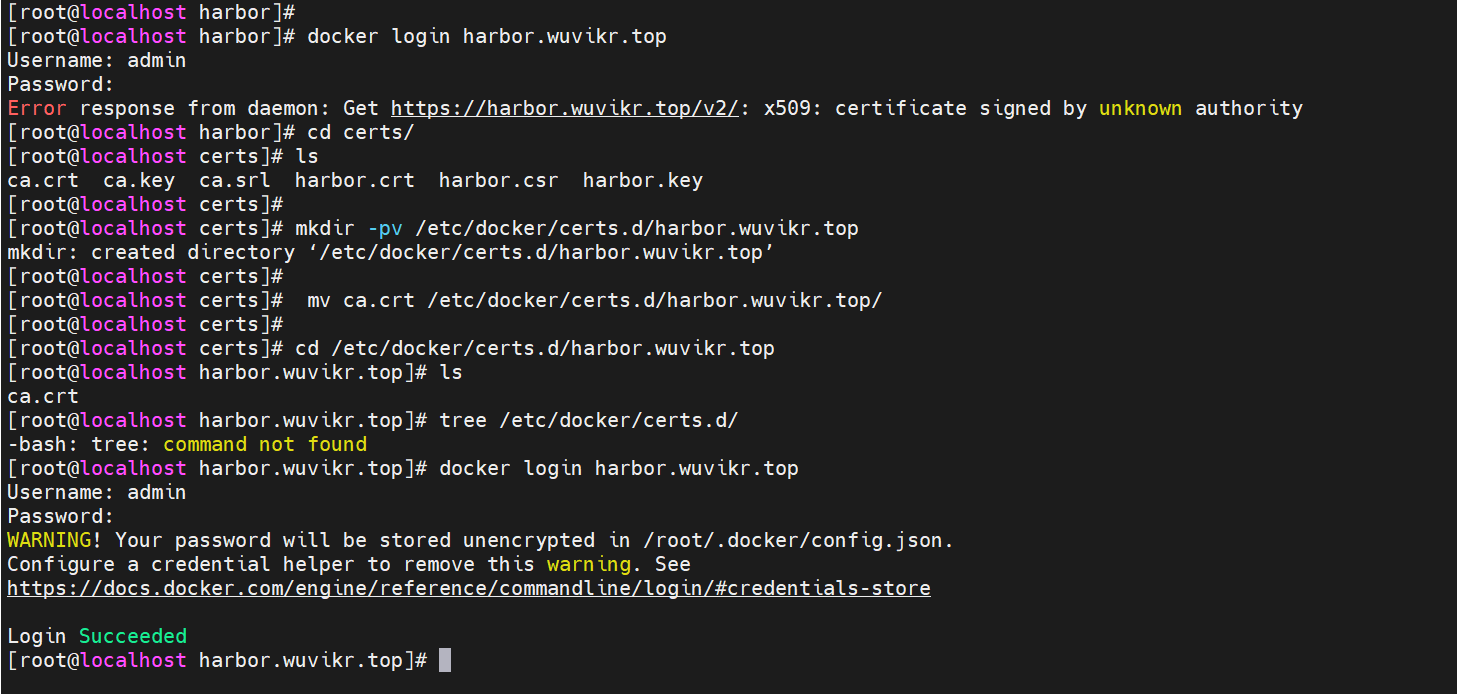 [root@localhost harbor]#
[root@localhost harbor]# docker login harbor.wuvikr.top
Username: admin
Password:
Error response from daemon: Get https://harbor.wuvikr.top/v2/: x509: certificate signed by unknown authority
[root@localhost harbor]# cd certs/
[root@localhost certs]# ls
ca.crt  ca.key  ca.srl  harbor.crt  harbor.csr  harbor.key
[root@localhost certs]#
[root@localhost certs]# mkdir -pv /etc/docker/certs.d/harbor.wuvikr.top
mkdir: created directory ‘/etc/docker/certs.d/harbor.wuvikr.top’
[root@localhost certs]#
[root@localhost certs]#  mv ca.crt /etc/docker/certs.d/harbor.wuvikr.top/
[root@localhost certs]#
[root@localhost certs]# cd /etc/docker/certs.d/harbor.wuvikr.top
[root@localhost harbor.wuvikr.top]# ls
ca.crt
[root@localhost harbor.wuvikr.top]# tree /etc/docker/certs.d/
-bash: tree: command not found
[root@localhost harbor.wuvikr.top]# docker login harbor.wuvikr.top
Username: admin
Password:
WARNING! Your password will be stored unencrypted in /root/.docker/config.json.
Configure a credential helper to remove this warning. See
https://docs.docker.com/engine/reference/commandline/login/#credentials-store
Login Succeeded
[root@localhost harbor.wuvikr.top]#